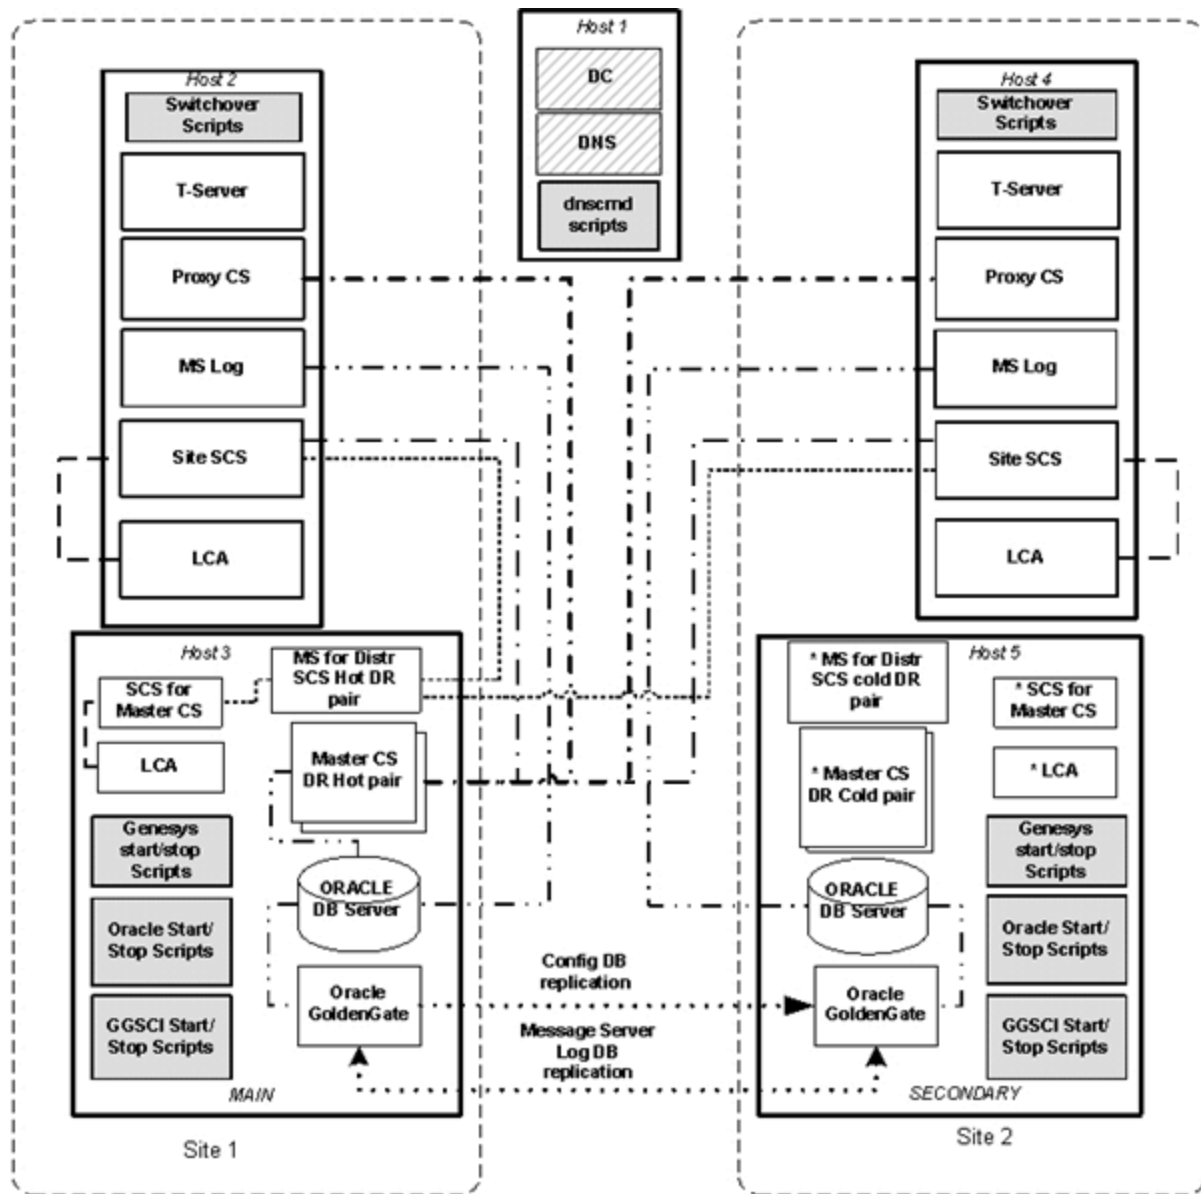 Host 1
DC
DNS
dnscmd
scripts
Host 2
Switchover
Scripts
T-Server
Proxy CS
MS Log
Site SCS
LCA
Host 4
Switchover
Scripts
T-Server
Proxy CS
MS Log
Site SCS
LCA
Host 3
MS for Distr
SCS Hot DR
pair
SCS for
Master CS
LCA
Master CS
DR Hot pair
Genesys
start/stop
Scripts
ORACLE
DB Server
Oracle Start/
Stop Scripts
Oracle
GoldenGate
GGSCI Start/
Stop Scripts
MAIN
Site 1
Config DB
replication
Message Server
Log DB
replication
* MS for Distr
SCS cold DR
pair
Host 5
* SCS for
Master CS
* LCA
* Master CS
DR Cold pair
Genesys
start/stop
Scripts
ORACLE
DB Server
Oracle Start/
Stop Scripts
Oracle
GoldenGate
GGSCI Start/
Stop Scripts
SECONDARY
Site 2